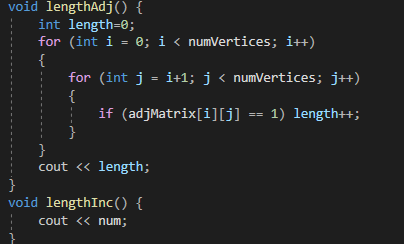 void lengthAdj() {
    int length=0;
    for (int i = 0; i < numVertices; i++)
    {
        for (int j = i+1; j < numVertices; j++)
        {
            if (adjMatrix[i][j] == 1) length++;
        }
    }
    cout << length;
}
void lengthInc() {
    cout << num;
}